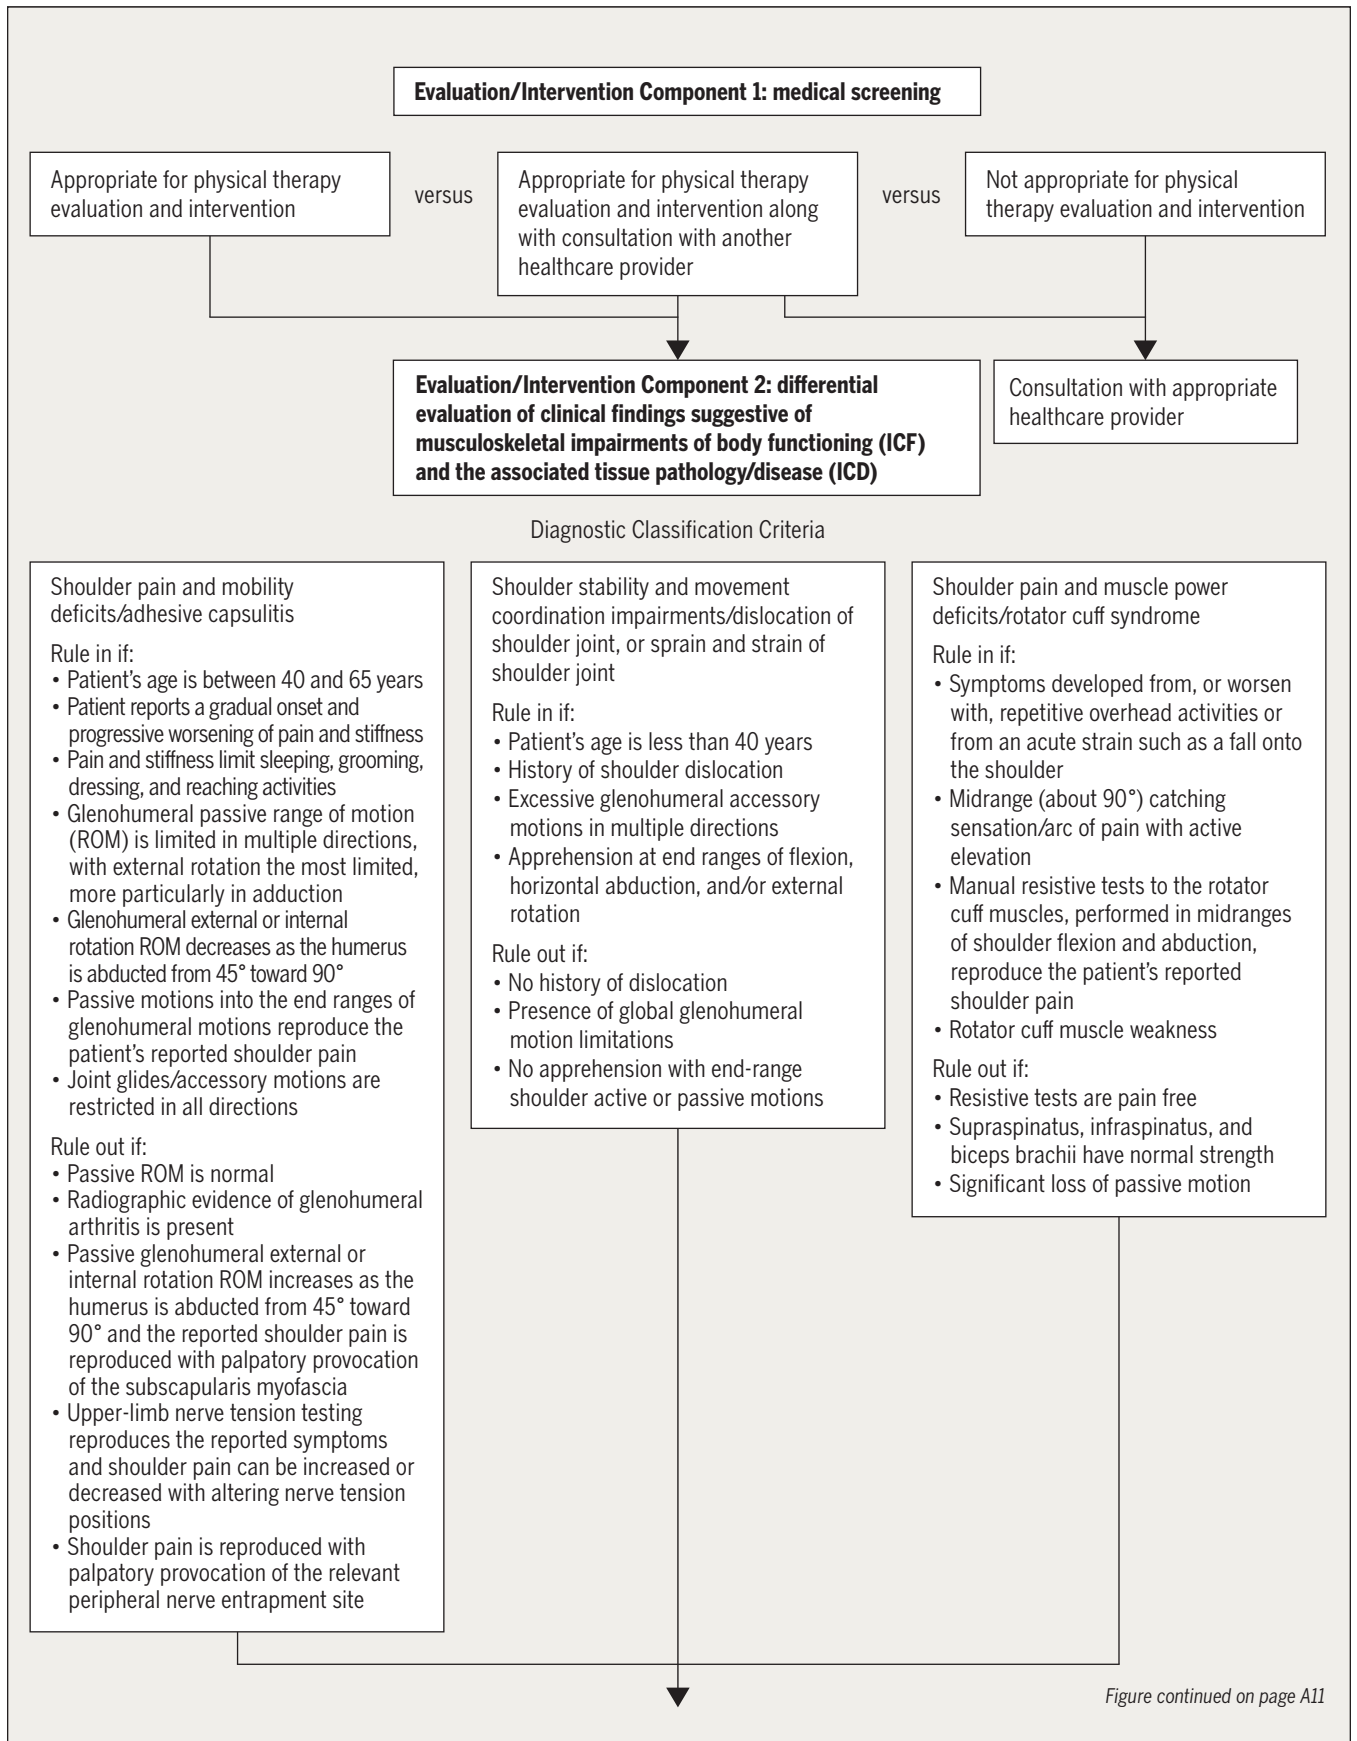 Evaluation/Intervention Component 1: medical screening
Appropriate for physical therapy
evaluation and intervention
versus
Appropriate for physical therapy
evaluation and intervention along
with consultation with another
healthcare provider
versus
Not appropriate for physical
therapy evaluation and intervention
Evaluation/Intervention Component 2: differential
evaluation of clinical findings suggestive of
musculoskeletal impairments of body functioning (ICF)
and the associated tissue pathology/disease (ICD)
Consultation with appropriate
healthcare provider
Diagnostic Classification Criteria
Shoulder pain and mobility
deficits/adhesive capsulitis
Rule in if:
• Patient's age is between 40 and 65 years
• Patient reports a gradual onset and
progressive worsening of pain and stiffness
• Pain and stiffness limit sleeping, grooming,
dressing, and reaching activities
• Glenohumeral passive range of motion
(ROM) is limited in multiple directions,
with external rotation the most limited,
more particularly in adduction
• Glenohumeral external or internal
rotation ROM decreases as the humerus
is abducted from 45° toward 90°
• Passive motions into the end ranges of
glenohumeral motions reproduce the
patient's reported shoulder pain
• Joint glides/accessory motions are
restricted in all directions
Rule out if:
• Passive ROM is normal
• Radiographic evidence of glenohumeral
arthritis is present
• Passive glenohumeral external or
internal rotation ROM increases as the
humerus is abducted from 45° toward
90° and the reported shoulder pain is
reproduced with palpatory provocation
of the subscapularis myofascia
• Upper-limb nerve tension testing
reproduces the reported symptoms
and shoulder pain can be increased or
decreased with altering nerve tension
positions
• Shoulder pain is reproduced with
palpatory provocation of the relevant
peripheral nerve entrapment site
Shoulder stability and movement
coordination impairments/dislocation of
shoulder joint, or sprain and strain of
shoulder joint
Rule in if:
• Patient's age is less than 40 years
• History of shoulder dislocation
• Excessive glenohumeral accessory
motions in multiple directions
• Apprehension at end ranges of flexion,
horizontal abduction, and/or external
rotation
Rule out if:
• No history of dislocation
• Presence of global glenohumeral
motion limitations
• No apprehension with end-range
shoulder active or passive motions
Shoulder pain and muscle power
deficits/rotator cuff syndrome
Rule in if:
• Symptoms developed from, or worsen
with, repetitive overhead activities or
from an acute strain such as a fall onto
the shoulder
• Midrange (about 90°) catching
sensation/arc of pain with active
elevation
• Manual resistive tests to the rotator
cuff muscles, performed in midranges
of shoulder flexion and abduction,
reproduce the patient's reported
shoulder pain
• Rotator cuff muscle weakness
Rule out if:
• Resistive tests are pain free
• Supraspinatus, infraspinatus, and
biceps brachii have normal strength
• Significant loss of passive motion
Figure continued on page A11